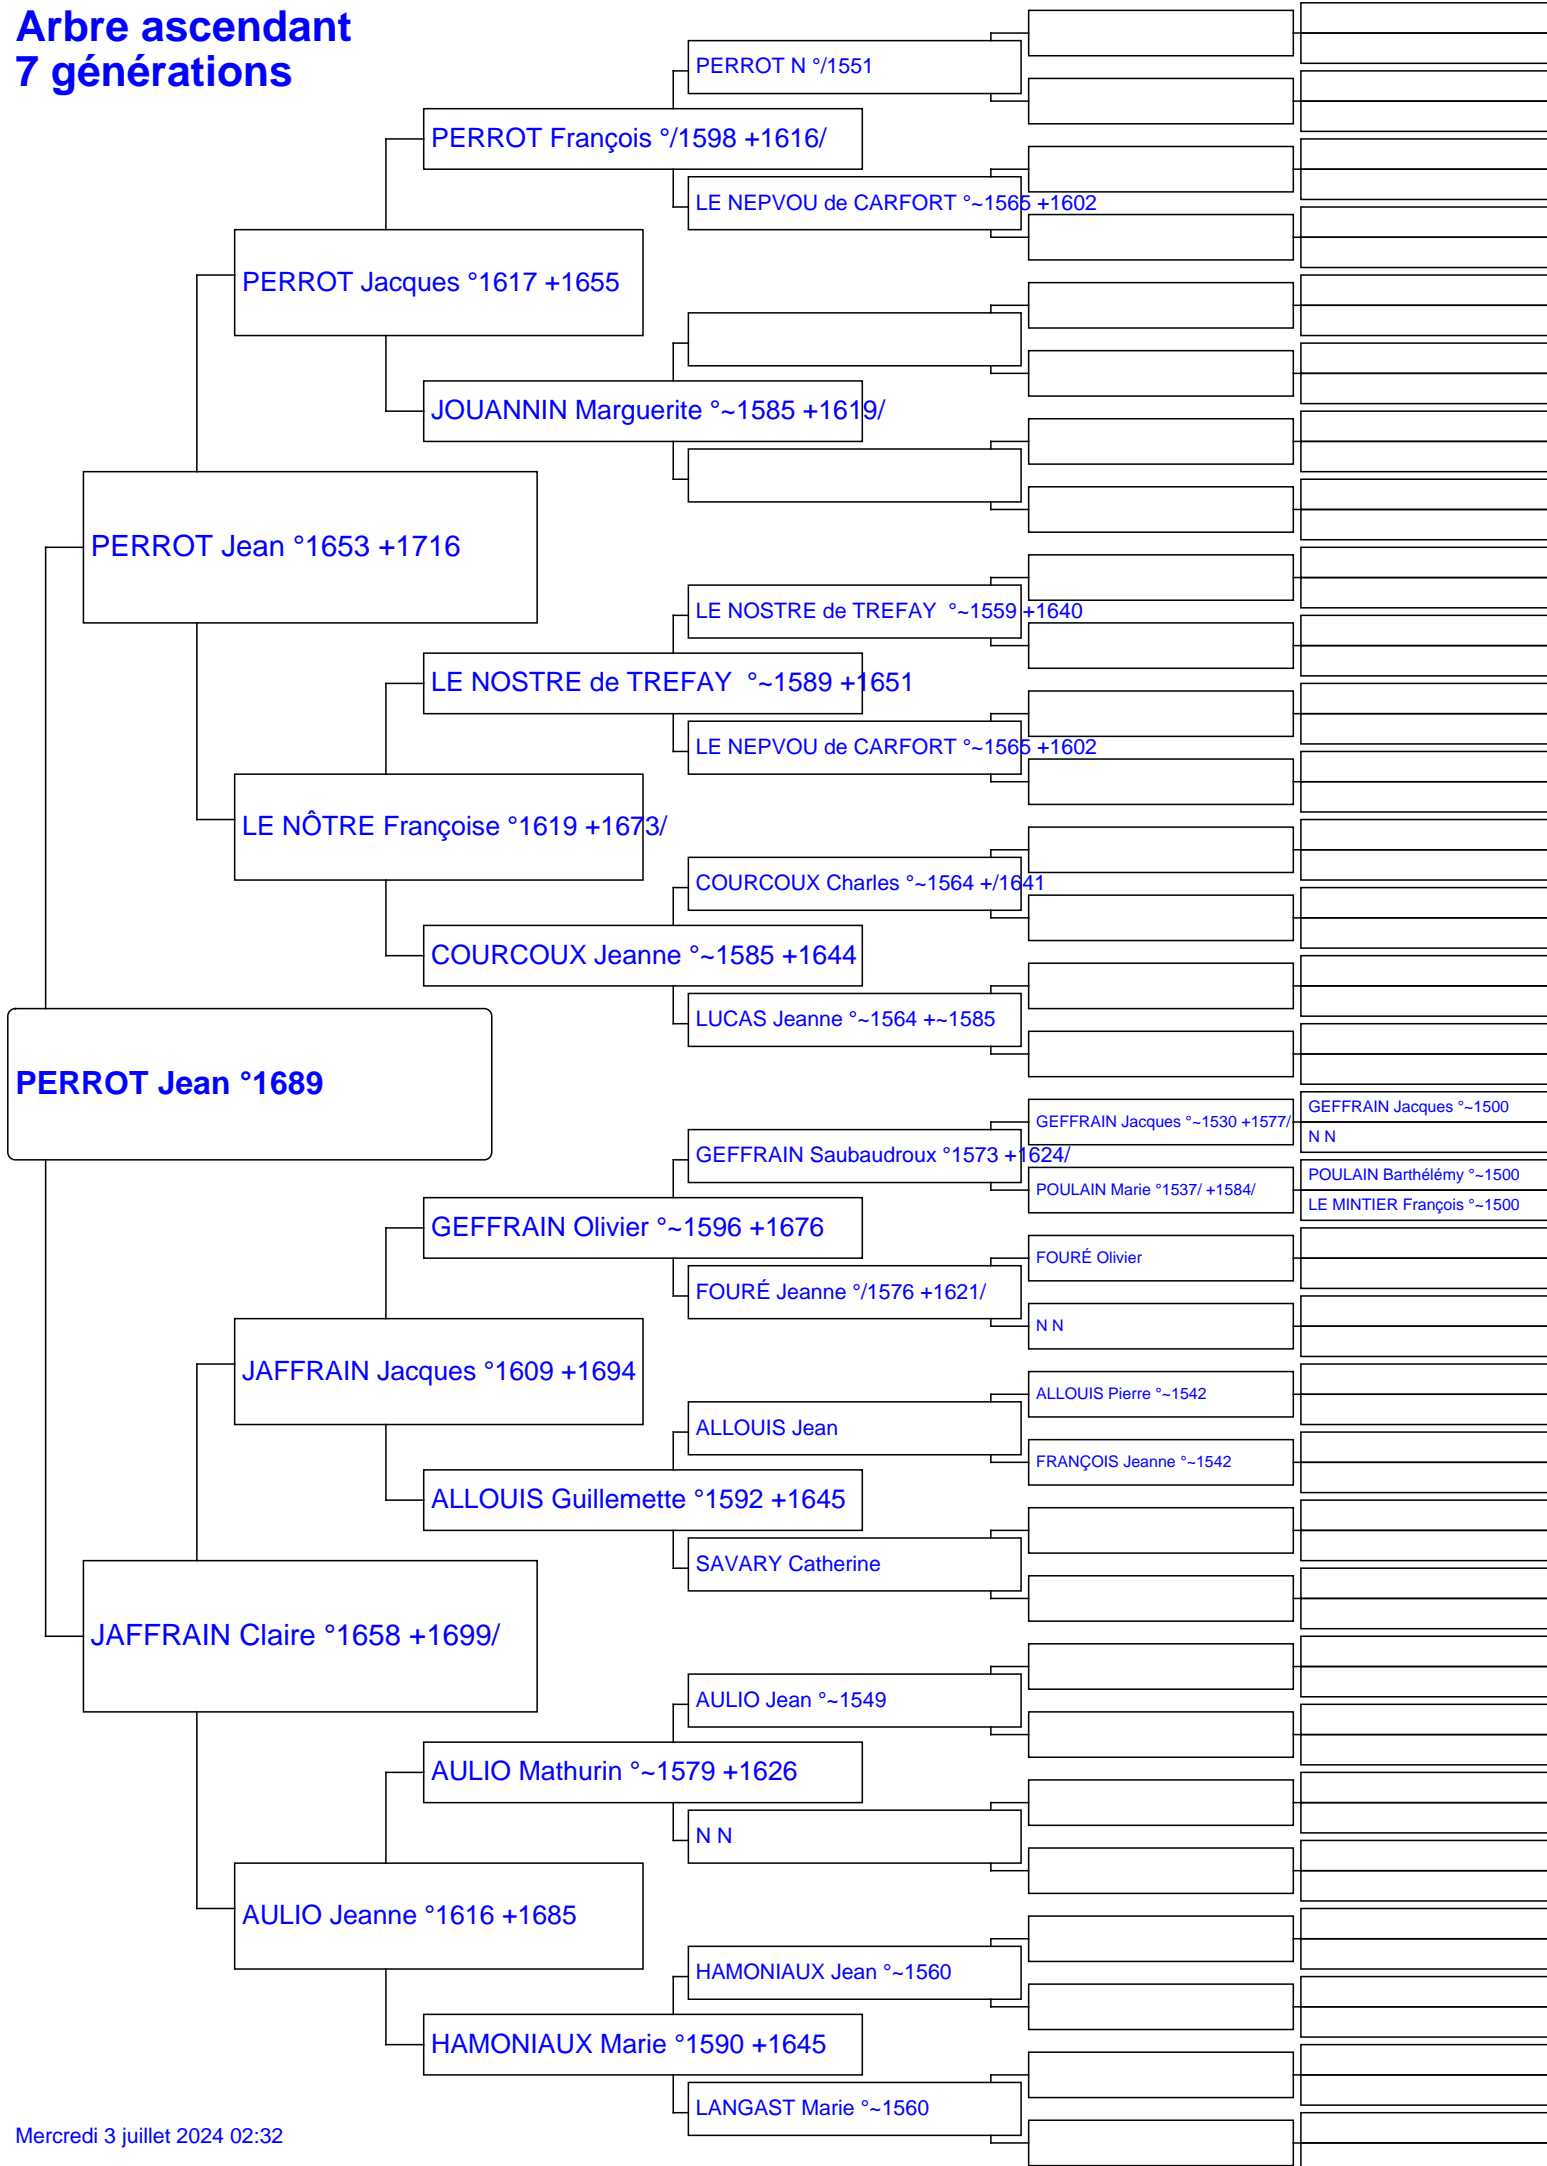 Arbre ascendant
7 générations
PERROT N °/1551
PERROT François °/1598 +1616/
LE NEPVOU de CARFORT °~1565 +1602
PERROT Jacques °1617 +1655
JOUANNIN Marguerite °~1585 +1619/
PERROT Jean °1653 +1716
LE NOSTRE de TREFAY  °~1559 +1640
LE NOSTRE de TREFAY  °~1589 +1651
LE NEPVOU de CARFORT °~1565 +1602
LE NÔTRE Françoise °1619 +1673/
COURCOUX Charles °~1564 +/1641
COURCOUX Jeanne °~1585 +1644
LUCAS Jeanne °~1564 +~1585
PERROT Jean °1689
GEFFRAIN Jacques °~1500
GEFFRAIN Jacques °~1530 +1577/
N N
GEFFRAIN Saubaudroux °1573 +1624/
POULAIN Barthélémy °~1500
POULAIN Marie °1537/ +1584/
LE MINTIER François °~1500
GEFFRAIN Olivier °~1596 +1676
FOURÉ Olivier
FOURÉ Jeanne °/1576 +1621/
N N
JAFFRAIN Jacques °1609 +1694
ALLOUIS Pierre °~1542
ALLOUIS Jean
FRANÇOIS Jeanne °~1542
ALLOUIS Guillemette °1592 +1645
SAVARY Catherine
JAFFRAIN Claire °1658 +1699/
AULIO Jean °~1549
AULIO Mathurin °~1579 +1626
N N
AULIO Jeanne °1616 +1685
HAMONIAUX Jean °~1560
HAMONIAUX Marie °1590 +1645
LANGAST Marie °~1560
Mercredi 3 juillet 2024 02:32